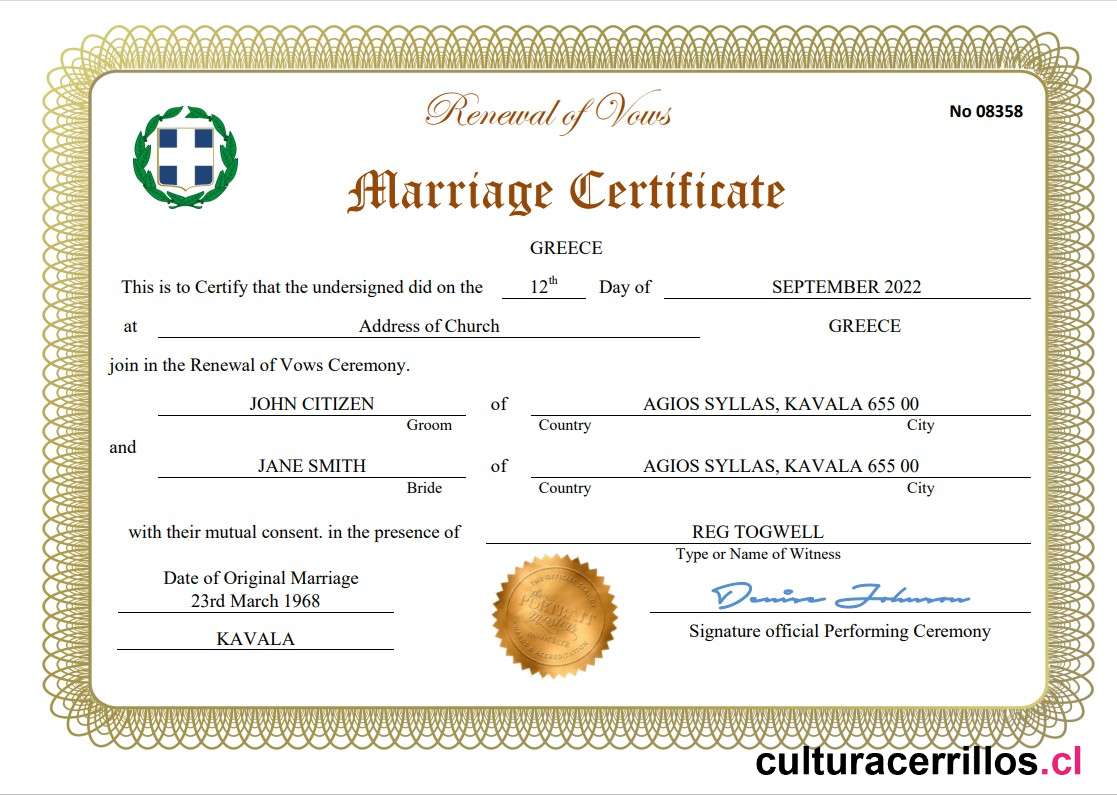 Renewal of Vows
No 08358
Marriage Certificate
GREECE
This is to Certify that the undersigned did on the 12th Day of SEPTEMBER 2022
at Address of Church GREECE
join in the Renewal of Vows Ceremony.
JOHN CITIZEN of AGIOS SYLLAS, KAVALA 655 00
Groom Country City
and
JANE SMITH of AGIOS SYLLAS, KAVALA 655 00
Bride Country City
with their mutual consent. in the presence of REG TOGWELL
Type or Name of Witness
Date of Original Marriage
23rd March 1968
KAVALA
PORTRAIT
Masters
Denise Johnson
Signature official Performing Ceremony
culturacerrillos.cl